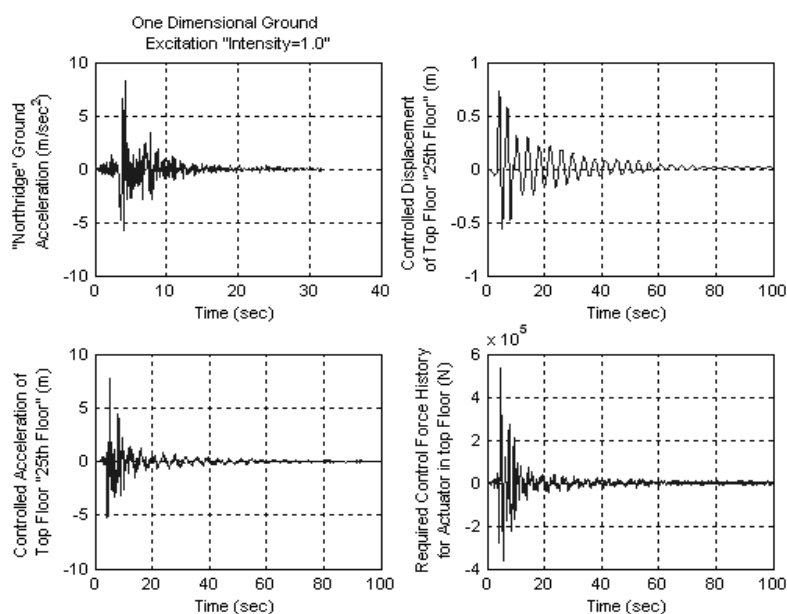 One Dimensional Ground
Excitation "Intensity=1.0"
"Northridge" Ground
Acceleration (m/sec²)
10
5
0
-5
-10
0 10 20 30 40
Time (sec)
Controlled Displacement
of Top Floor "25th Floor" (m)
1
0.5
0
-0.5
-1
0 20 40 60 80 100
Time (sec)
Controlled Acceleration of
Top Floor "25th Floor" (m)
10
5
0
-5
-10
0 20 40 60 80 100
Time (sec)
Required Control Force History
for Actuator in top Floor (N)
x 10⁵
6
4
2
0
-2
-4
0 20 40 60 80 100
Time (sec)